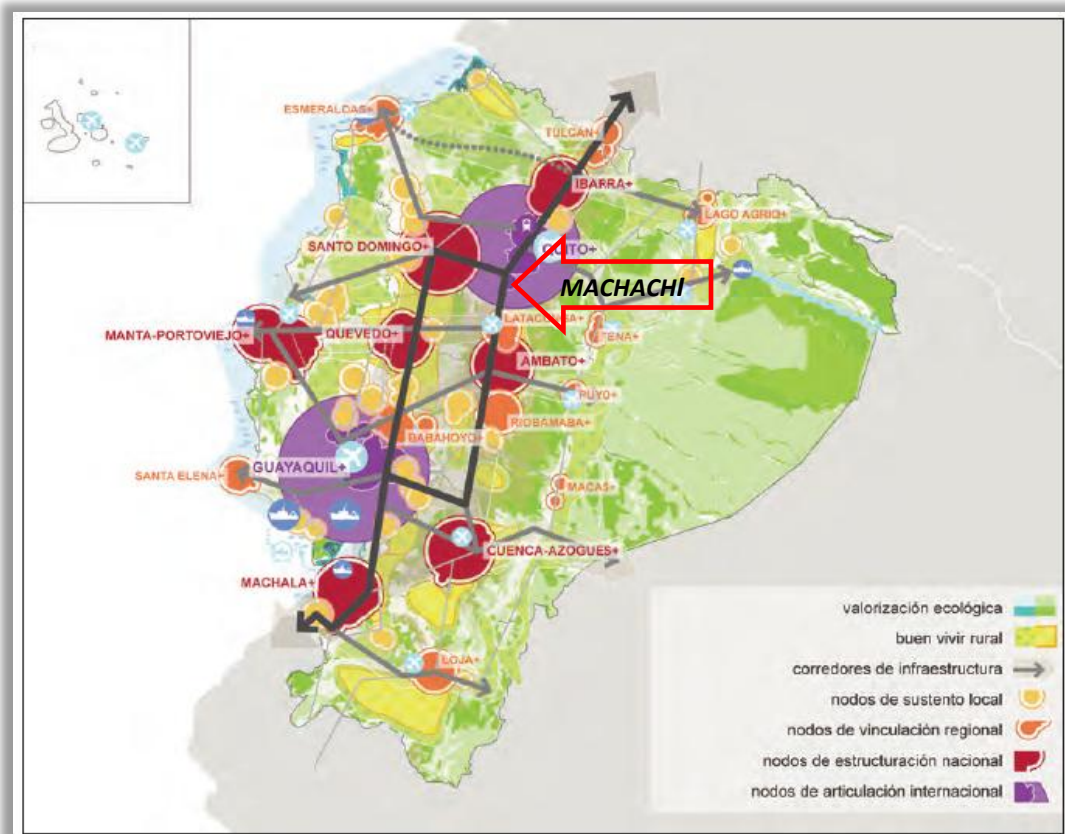 ESMERALDAS+
TULCÁN+
IBARRA+
LAGO AGRIO+
SANTO DOMINGO+
QUITO+
MACHACHÍ
LATACUNGA+
TENA+
MANTA-PORTOVIEJO+
QUEVEDO+
AMBATO+
PUYO+
RIOBAMABA+
BABAHOYO+
GUAYAQUIL+
SANTA ELENA+
MACAS+
CUENCA-AZOGUES+
MACHALA+
LOJA+
valorización ecológica
buen vivir rural
corredores de infraestructura
nodos de sustento local
nodos de vinculación regional
nodos de estructuración nacional
nodos de articulación internacional